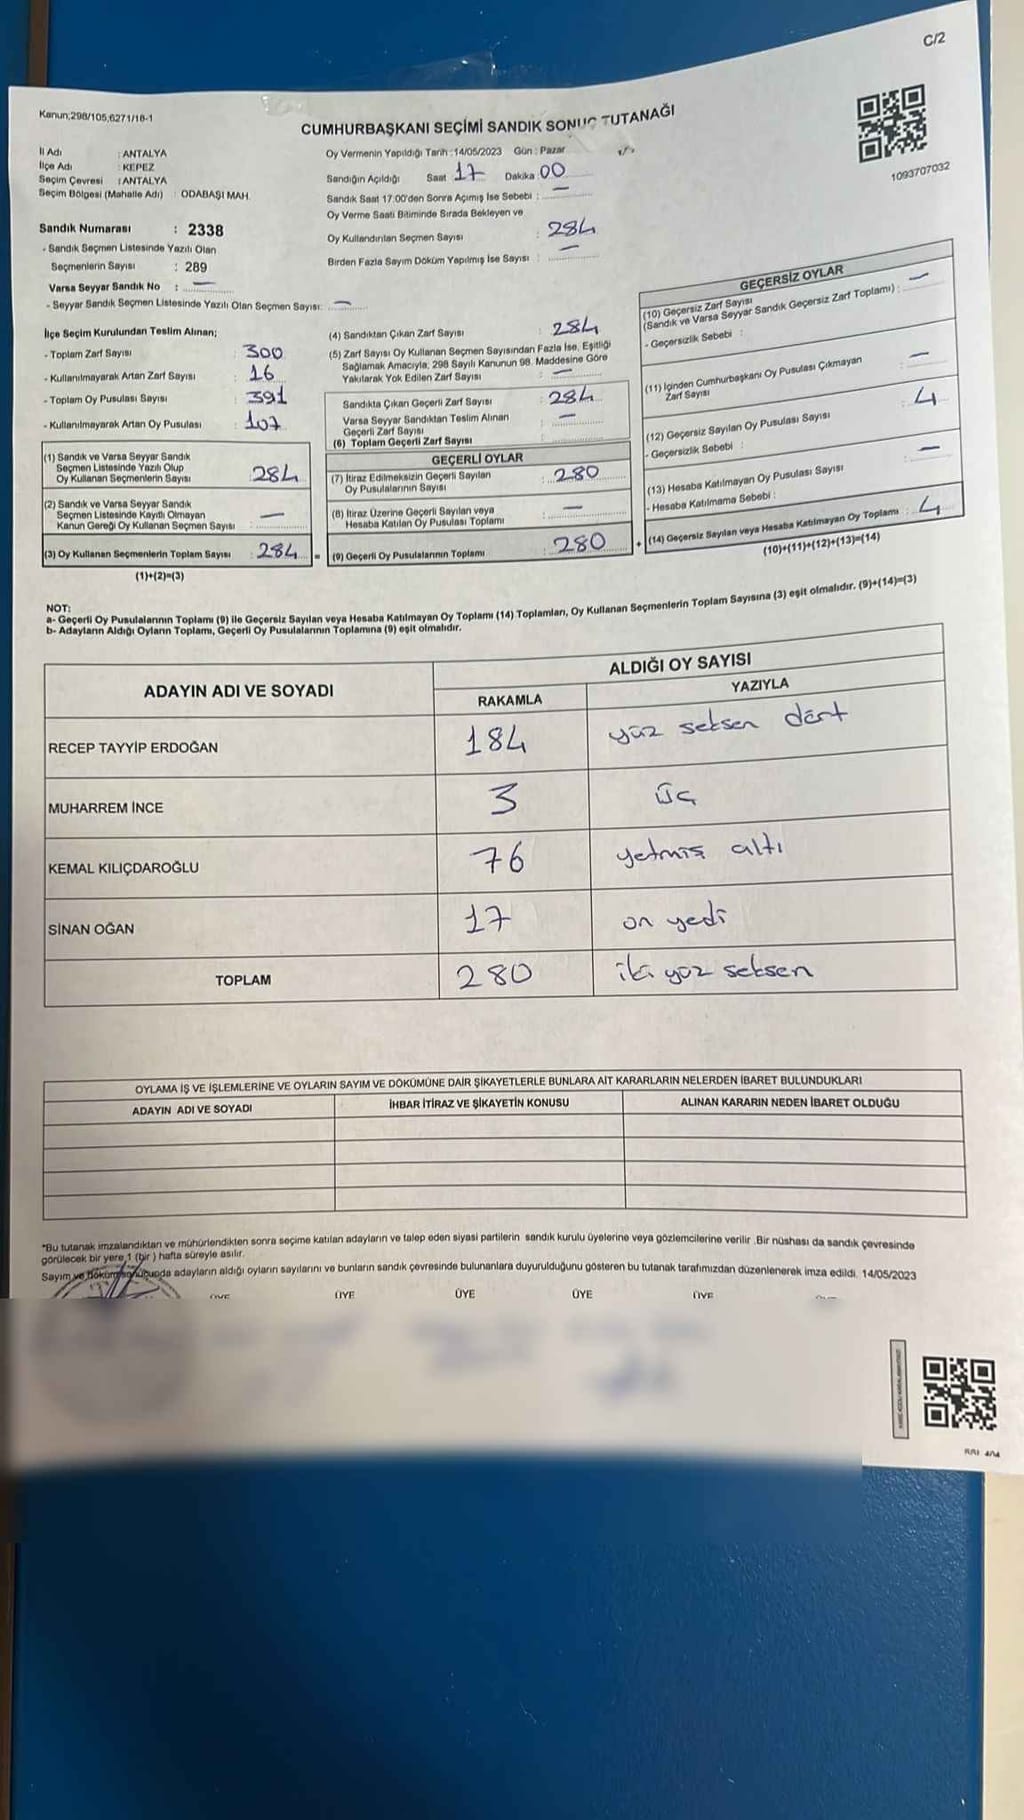 C/2
Kanun;298/105;6271/18-1
CUMHURBAŞKANI SEÇİMİ SANDIK SONUÇ TUTANAĞI
1093707032
İl Adı : ANTALYA
İlçe Adı : KEPEZ
Seçim Çevresi : ANTALYA
Seçim Bölgesi (Mahalle Adı) : ODABAŞI MAH.
Sandık Numarası : 2338
- Sandık Seçmen Listesinde Yazılı Olan
Seçmenlerin Sayısı : 289
Varsa Seyyar Sandık No : —
- Seyyar Sandık Seçmen Listesinde Yazılı Olan Seçmen Sayısı: —
Oy Vermenin Yapıldığı Tarih :14/05/2023 Gün : Pazar
Sandığın Açıldığı Saat 17 Dakika :00
Sandık Saat 17:00'den Sonra Açımış İse Sebebi : —
Oy Verme Saati Bitiminde Sırada Bekleyen ve
Oy Kullandırılan Seçmen Sayısı : 284
Birden Fazla Sayım Döküm Yapılmış İse Sayısı : —
İlçe Seçim Kurulundan Teslim Alınan;
- Toplam Zarf Sayısı : 300
- Kullanılmayarak Artan Zarf Sayısı : 16
- Toplam Oy Pusulası Sayısı : 391
- Kullanılmayarak Artan Oy Pusulası : 107
(1) Sandık ve Varsa Seyyar Sandık
Seçmen Listesinde Yazılı Olup
Oy Kullanan Seçmenlerin Sayısı : 284
(2) Sandık ve Varsa Seyyar Sandık
Seçmen Listesinde Kayıtlı Olmayan
Kanun Gereği Oy Kullanan Seçmen Sayısı : —
(3) Oy Kullanan Seçmenlerin Toplam Sayısı : 284
(1)+(2)=(3)
(4) Sandıktan Çıkan Zarf Sayısı : 284
(5) Zarf Sayısı Oy Kullanan Seçmen Sayısından Fazla İse, Eşitliği
Sağlamak Amacıyla; 298 Sayılı Kanunun 98. Maddesine Göre
Yakılarak Yok Edilen Zarf Sayısı : —
Sandıkta Çıkan Geçerli Zarf Sayısı : 284
Varsa Seyyar Sandıktan Teslim Alınan
Geçerli Zarf Sayısı : —
(6) Toplam Geçerli Zarf Sayısı :
GEÇERLİ OYLAR
(7) İtiraz Edilmeksizin Geçerli Sayılan
Oy Pusulalarının Sayısı : 280
(8) İtiraz Üzerine Geçerli Sayılan veya
Hesaba Katılan Oy Pusulası Toplamı : —
= (9) Geçerli Oy Pusulalarının Toplamı : 280
GEÇERSİZ OYLAR
(10) Geçersiz Zarf Sayısı
(Sandık ve Varsa Seyyar Sandık Geçersiz Zarf Toplamı) : —
- Geçersizlik Sebebi :
(11) İçinden Cumhurbaşkanı Oy Pusulası Çıkmayan
Zarf Sayısı : —
(12) Geçersiz Sayılan Oy Pusulası Sayısı : 4
- Geçersizlik Sebebi :
(13) Hesaba Katılmayan Oy Pusulası Sayısı : —
- Hesaba Katılmama Sebebi :
+ (14) Geçersiz Sayılan veya Hesaba Katılmayan Oy Toplamı : 4
(10)+(11)+(12)+(13)=(14)
NOT:
a- Geçerli Oy Pusulalarının Toplamı (9) ile Geçersiz Sayılan veya Hesaba Katılmayan Oy Toplamı (14) Toplamları, Oy Kullanan Seçmenlerin Toplam Sayısına (3) eşit olmalıdır. (9)+(14)=(3)
b- Adayların Aldığı Oyların Toplamı, Geçerli Oy Pusulalarının Toplamına (9) eşit olmalıdır.
ADAYIN ADI VE SOYADI
ALDIĞI OY SAYISI
RAKAMLA YAZIYLA
RECEP TAYYİP ERDOĞAN 184 yüz seksen dört
MUHARREM İNCE 3 üç
KEMAL KILIÇDAROĞLU 76 yetmiş altı
SİNAN OĞAN 17 on yedi
TOPLAM 280 iki yüz seksen
OYLAMA İŞ VE İŞLEMLERİNE VE OYLARIN SAYIM VE DÖKÜMÜNE DAİR ŞİKAYETLERLE BUNLARA AİT KARARLARIN NELERDEN İBARET BULUNDUKLARI
ADAYIN ADI VE SOYADI İHBAR İTİRAZ VE ŞİKAYETİN KONUSU ALINAN KARARIN NEDEN İBARET OLDUĞU
*Bu tutanak imzalandıktan ve mühürlendikten sonra seçime katılan adayların ve talep eden siyasi partilerin sandık kurulu üyelerine veya gözlemcilerine verilir .Bir nüshası da sandık çevresinde
görülecek bir yere 1 (bir ) hafta süreyle asılır.
Sayım ve döküm sonucunda adayların aldığı oyların sayılarını ve bunların sandık çevresinde bulunanlara duyurulduğunu gösteren bu tutanak tarafımızdan düzenlenerek imza edildi. 14/05/2023
ÜYE ÜYE ÜYE ÜYE ÜYE